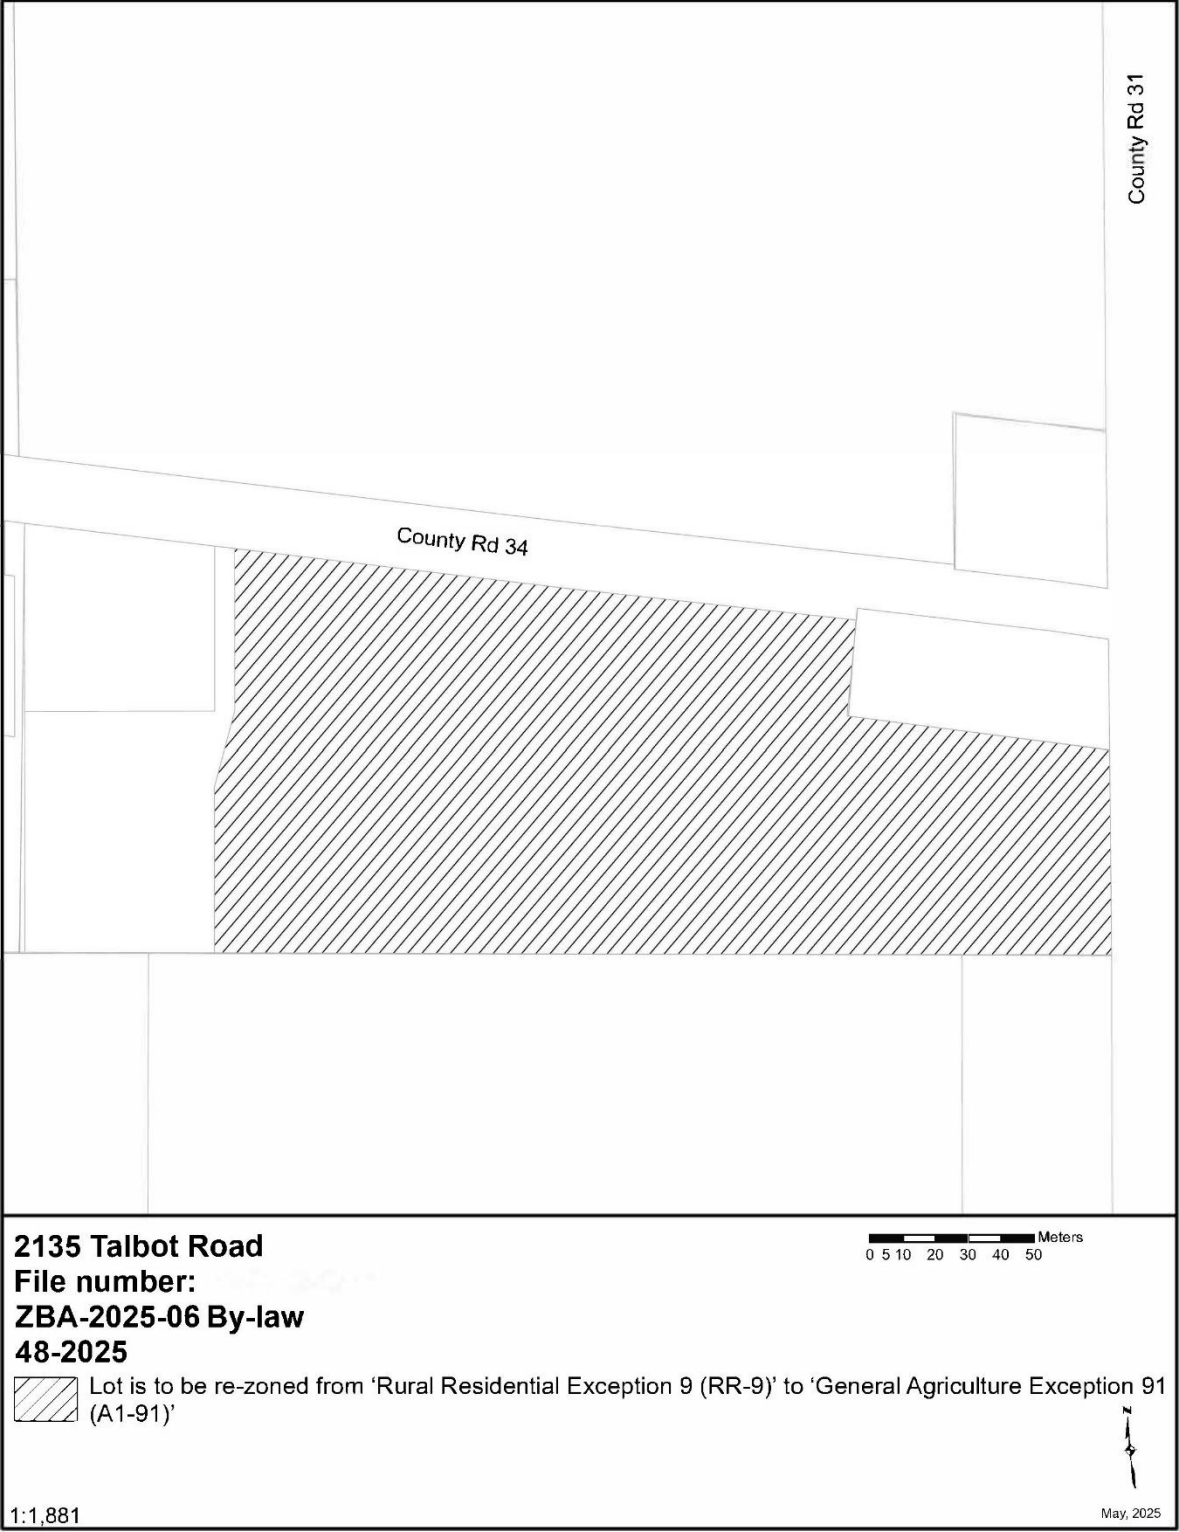 County Rd 31
County Rd 34
2135 Talbot Road
File number:
ZBA-2025-06 By-law
48-2025
Meters
0 5 10 20 30 40 50
Lot is to be re-zoned from ‘Rural Residential Exception 9 (RR-9)’ to ‘General Agriculture Exception 91
(A1-91)’
N
1:1,881
May, 2025